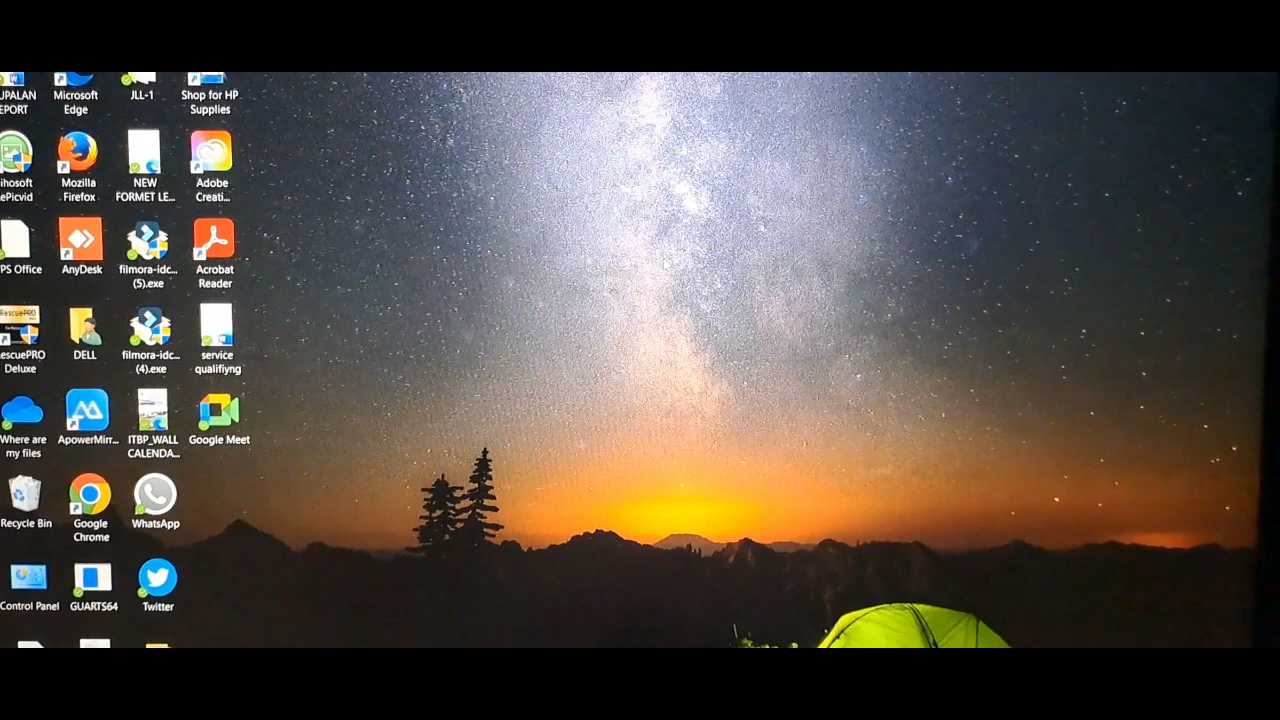 UPALAN
EPORT
Microsoft
Edge
JLL-1
Shop for HP
Supplies
ihosoft
ePicvid
Mozilla
Firefox
NEW
FORMET LE...
Adobe
Creati...
PS Office
AnyDesk
filmora-idc...
(5).exe
Acrobat
Reader
RescuePRO
escuePRO
Deluxe
DELL
filmora-idc...
(4).exe
service
qualifiyng
Where are
my files
ApowerMirr...
ITBP_WALL
CALENDA...
Google Meet
Recycle Bin
Google
Chrome
WhatsApp
Control Panel
GUARTS64
Twitter